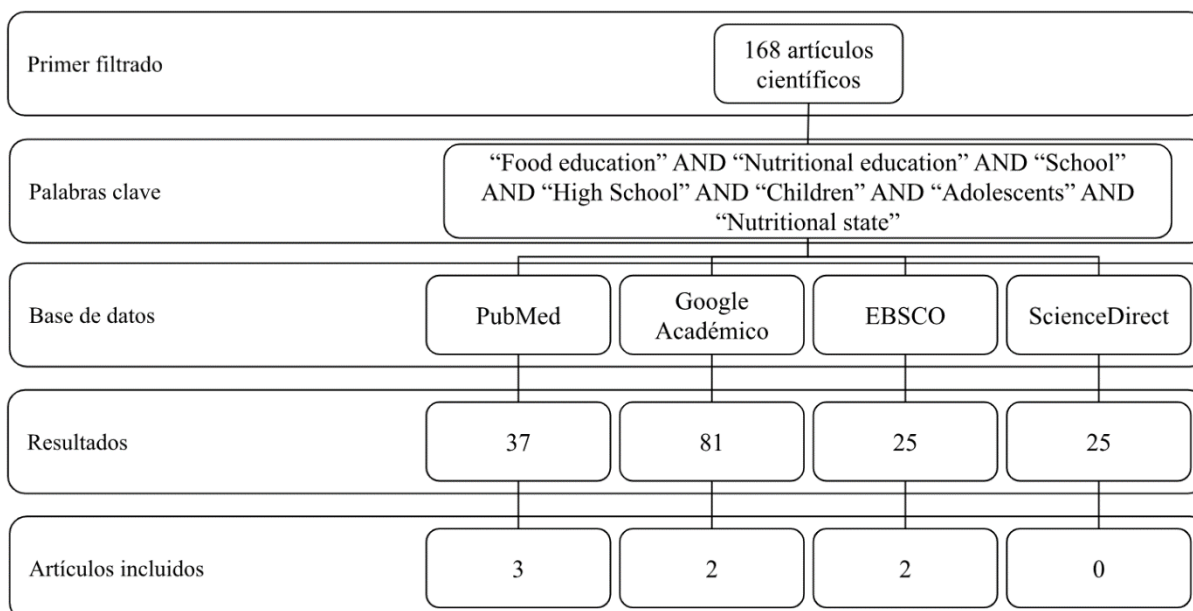 Primer filtrado
168 artículos
científicos
Palabras clave
“Food education” AND “Nutritional education” AND “School”
AND “High School” AND “Children” AND “Adolescents” AND
“Nutritional state”
Base de datos
PubMed
Google
Académico
EBSCO
ScienceDirect
Resultados
37
81
25
25
Artículos incluidos
3
2
2
0